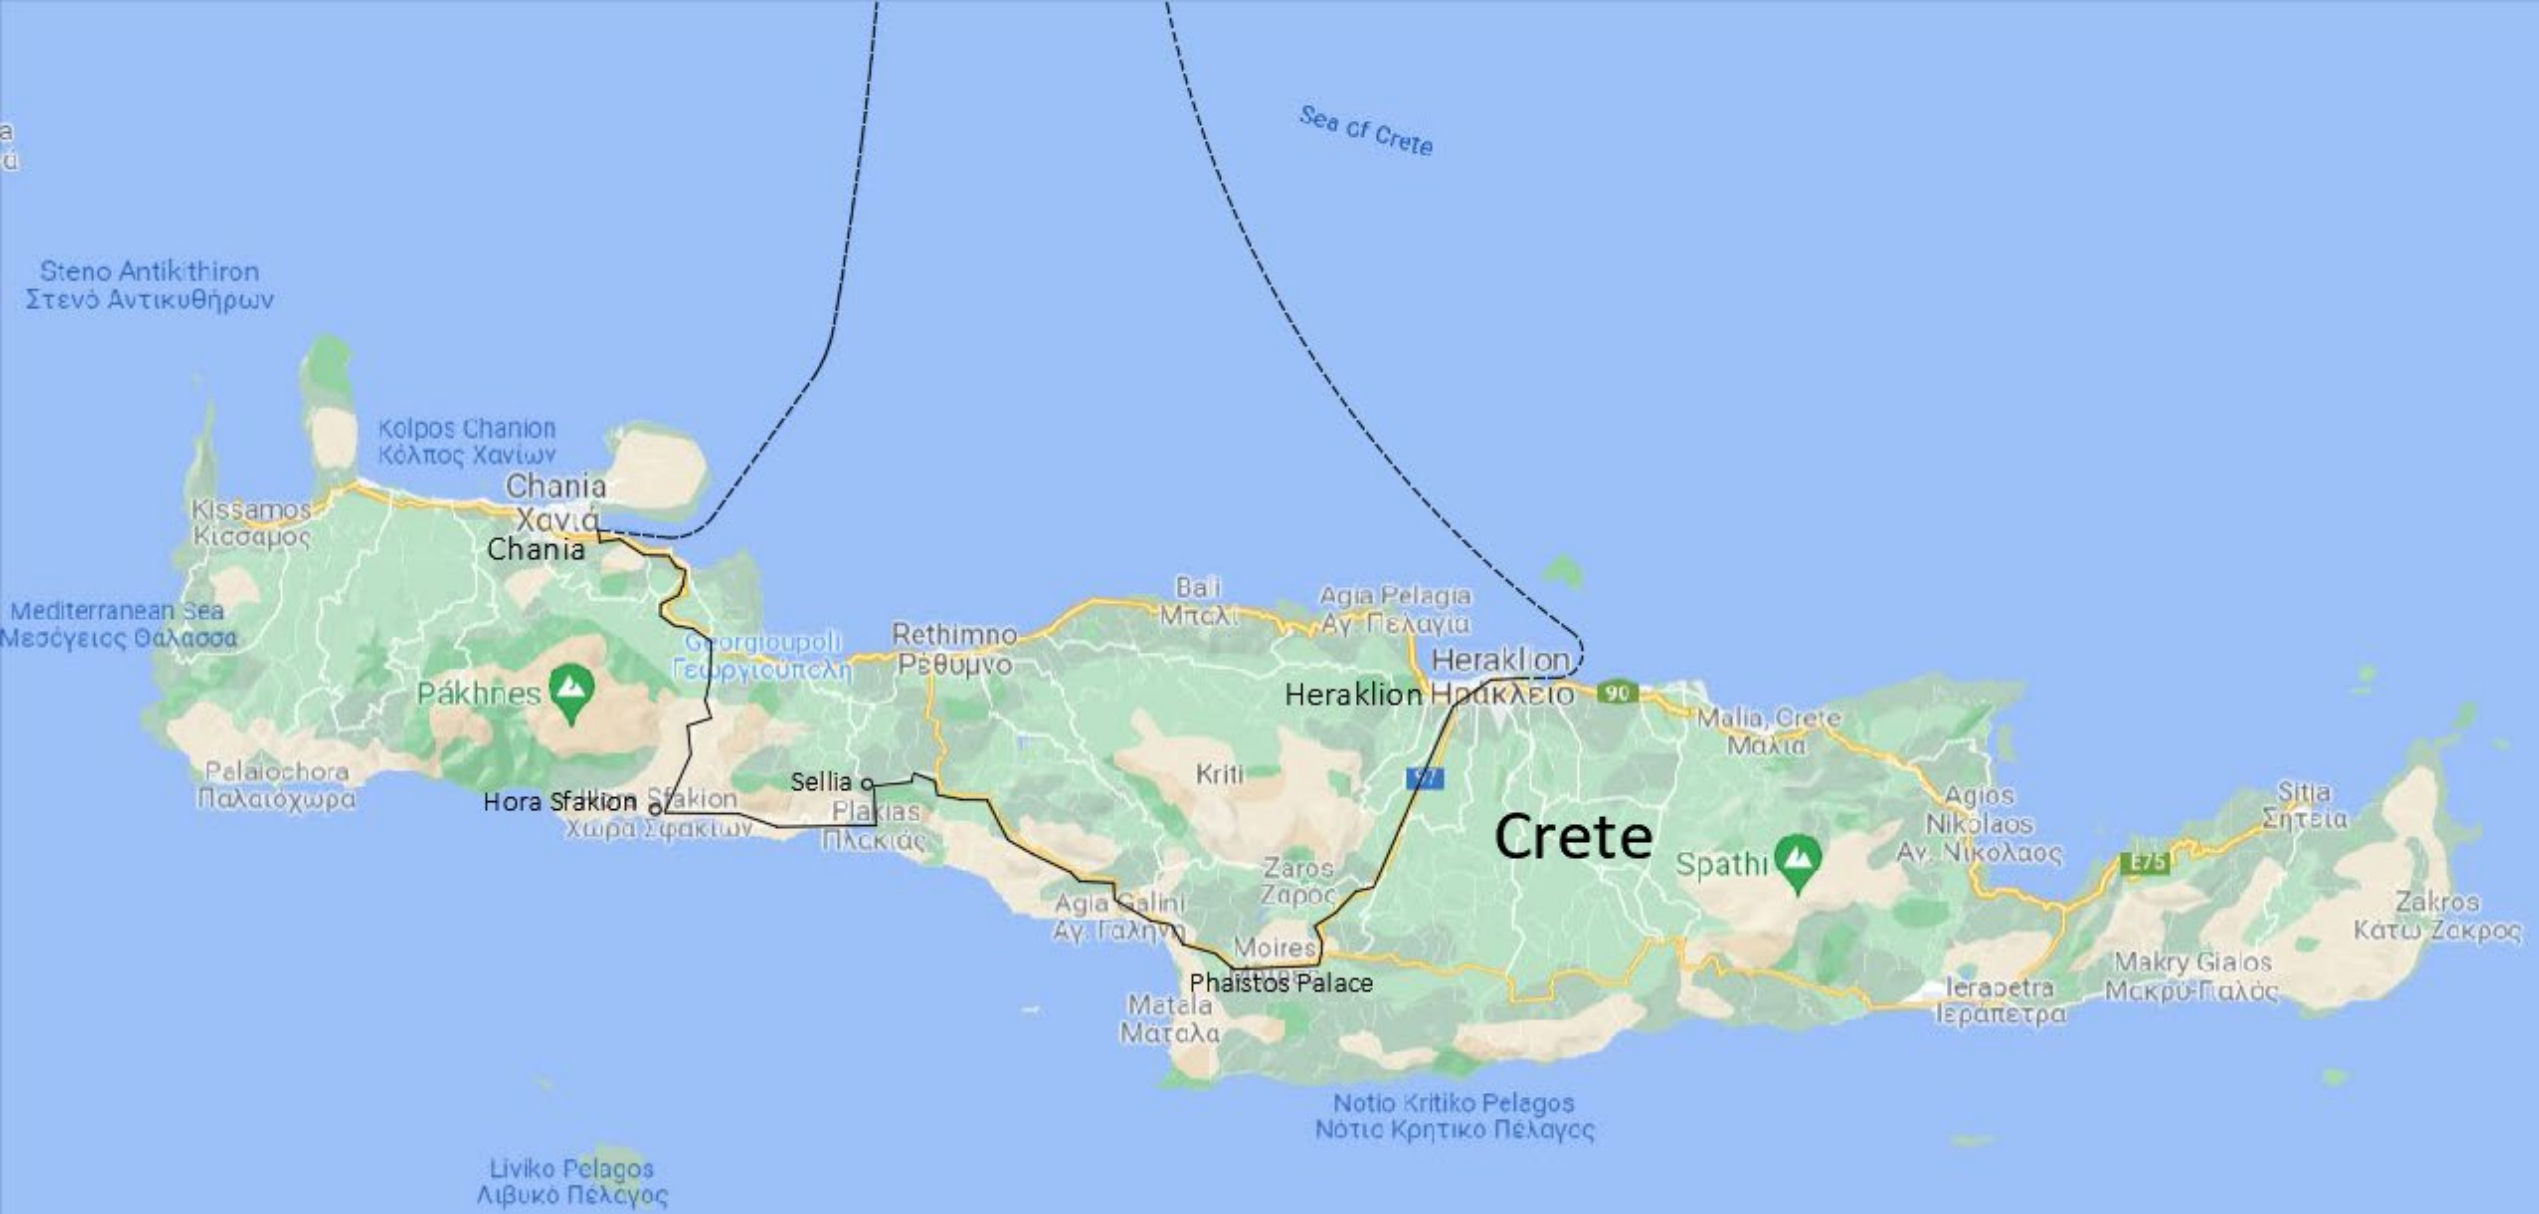 a
ά
Sea of Crete
Steno Antikithiron
Στενό Αντικυθήρων
Kolpos Chanion
Κόλπος Χανίων
Chania
Χανιά
Chania
Kissamos
Κίσσαμος
Mediterranean Sea
Μεσόγειος Θάλασσα
Bali
Μπαλί
Agia Pelagia
Αγ. Πελαγία
Rethimno
Ρέθυμνο
Georgioupoli
Γεωργιούπολη
Heraklion
Heraklion Ηράκλειο
90
Pákhnes
Malia, Crete
Μάλια
Palaiochora
Παλαιόχωρα
Hora Sfakion
Sfakion
Χώρα Σφακίων
Sellia
Plakias
Πλακιάς
Kriti
97
Crete
Spathi
Agios
Nikolaos
Αγ. Νικόλαος
Sitia
Σητεία
E75
Zaros
Ζαρός
Agia Galini
Αγ. Γαλήνη
Moires
Phaistos Palace
Matala
Ματαλα
Zakros
Κάτω Ζάκρος
Makry Gialos
Μακρύ-Γιαλός
Ierapetra
Ιεράπετρα
Notio Kritiko Pelagos
Νότιο Κρητικό Πέλαγος
Liviko Pelagos
Λιβυκό Πέλαγος